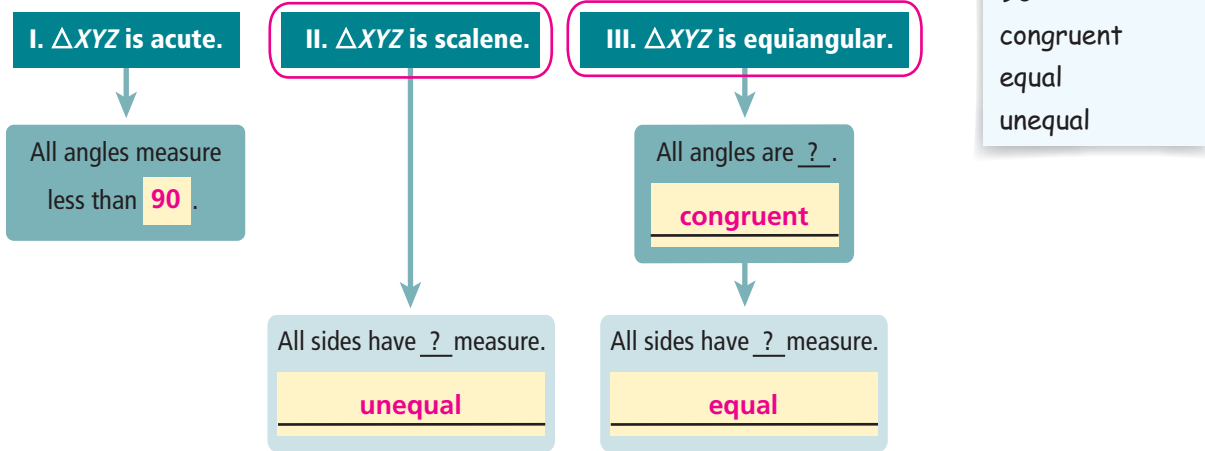 I. △XYZ is acute.
II. △XYZ is scalene.
III. △XYZ is equiangular.
All angles measure
less than 90 .
All angles are ? .
congruent
All sides have ? measure.
unequal
All sides have ? measure.
equal
congruent
equal
unequal